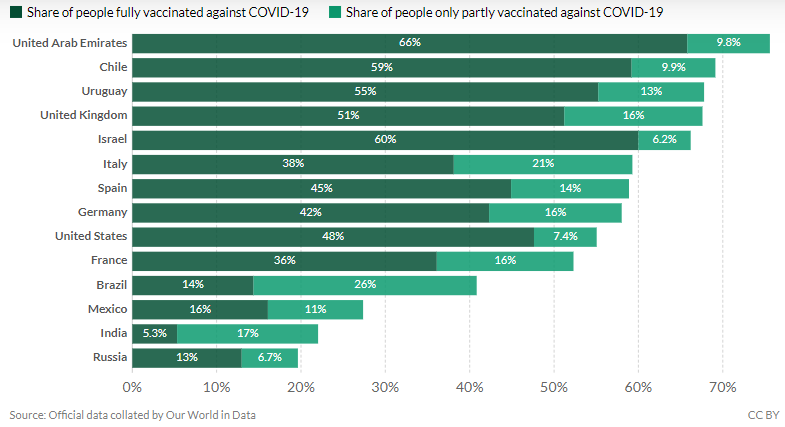 Share of people fully vaccinated against COVID-19 Share of people only partly vaccinated against COVID-19
United Arab Emirates 66% 9.8%
Chile 59% 9.9%
Uruguay 55% 13%
United Kingdom 51% 16%
Israel 60% 6.2%
Italy 38% 21%
Spain 45% 14%
Germany 42% 16%
United States 48% 7.4%
France 36% 16%
Brazil 14% 26%
Mexico 16% 11%
India 5.3% 17%
Russia 13% 6.7%
0% 10% 20% 30% 40% 50% 60% 70%
Source: Official data collated by Our World in Data CC BY